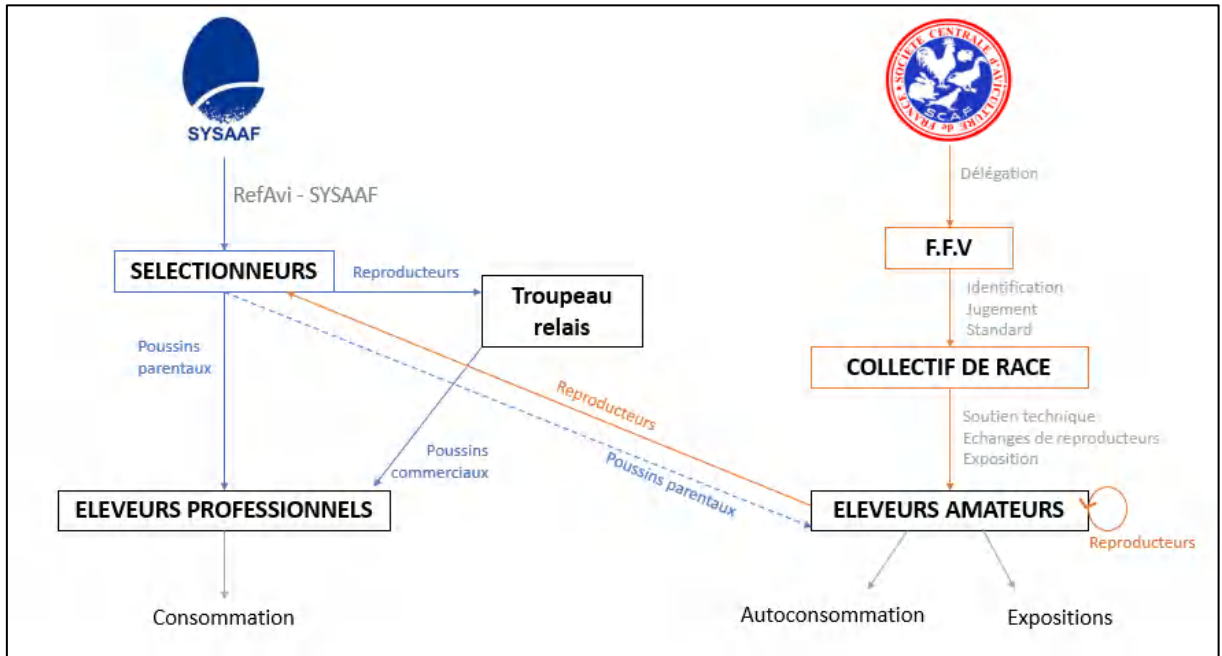 SYSAAF
SOCIÉTÉ CENTRALE d'AVICULTURE de FRANCE
SCAF
RefAvi - SYSAAF
Délégation
F.F.V
SELECTIONNEURS
Reproducteurs
Troupeau
relais
Identification
Jugement
Standard
Poussins
parentaux
COLLECTIF DE RACE
Reproducteurs
Soutien technique
Echanges de reproducteurs
Exposition
Poussins
commerciaux
Poussins parentaux
ELEVEURS PROFESSIONNELS
ELEVEURS AMATEURS
Reproducteurs
Consommation
Autoconsommation
Expositions